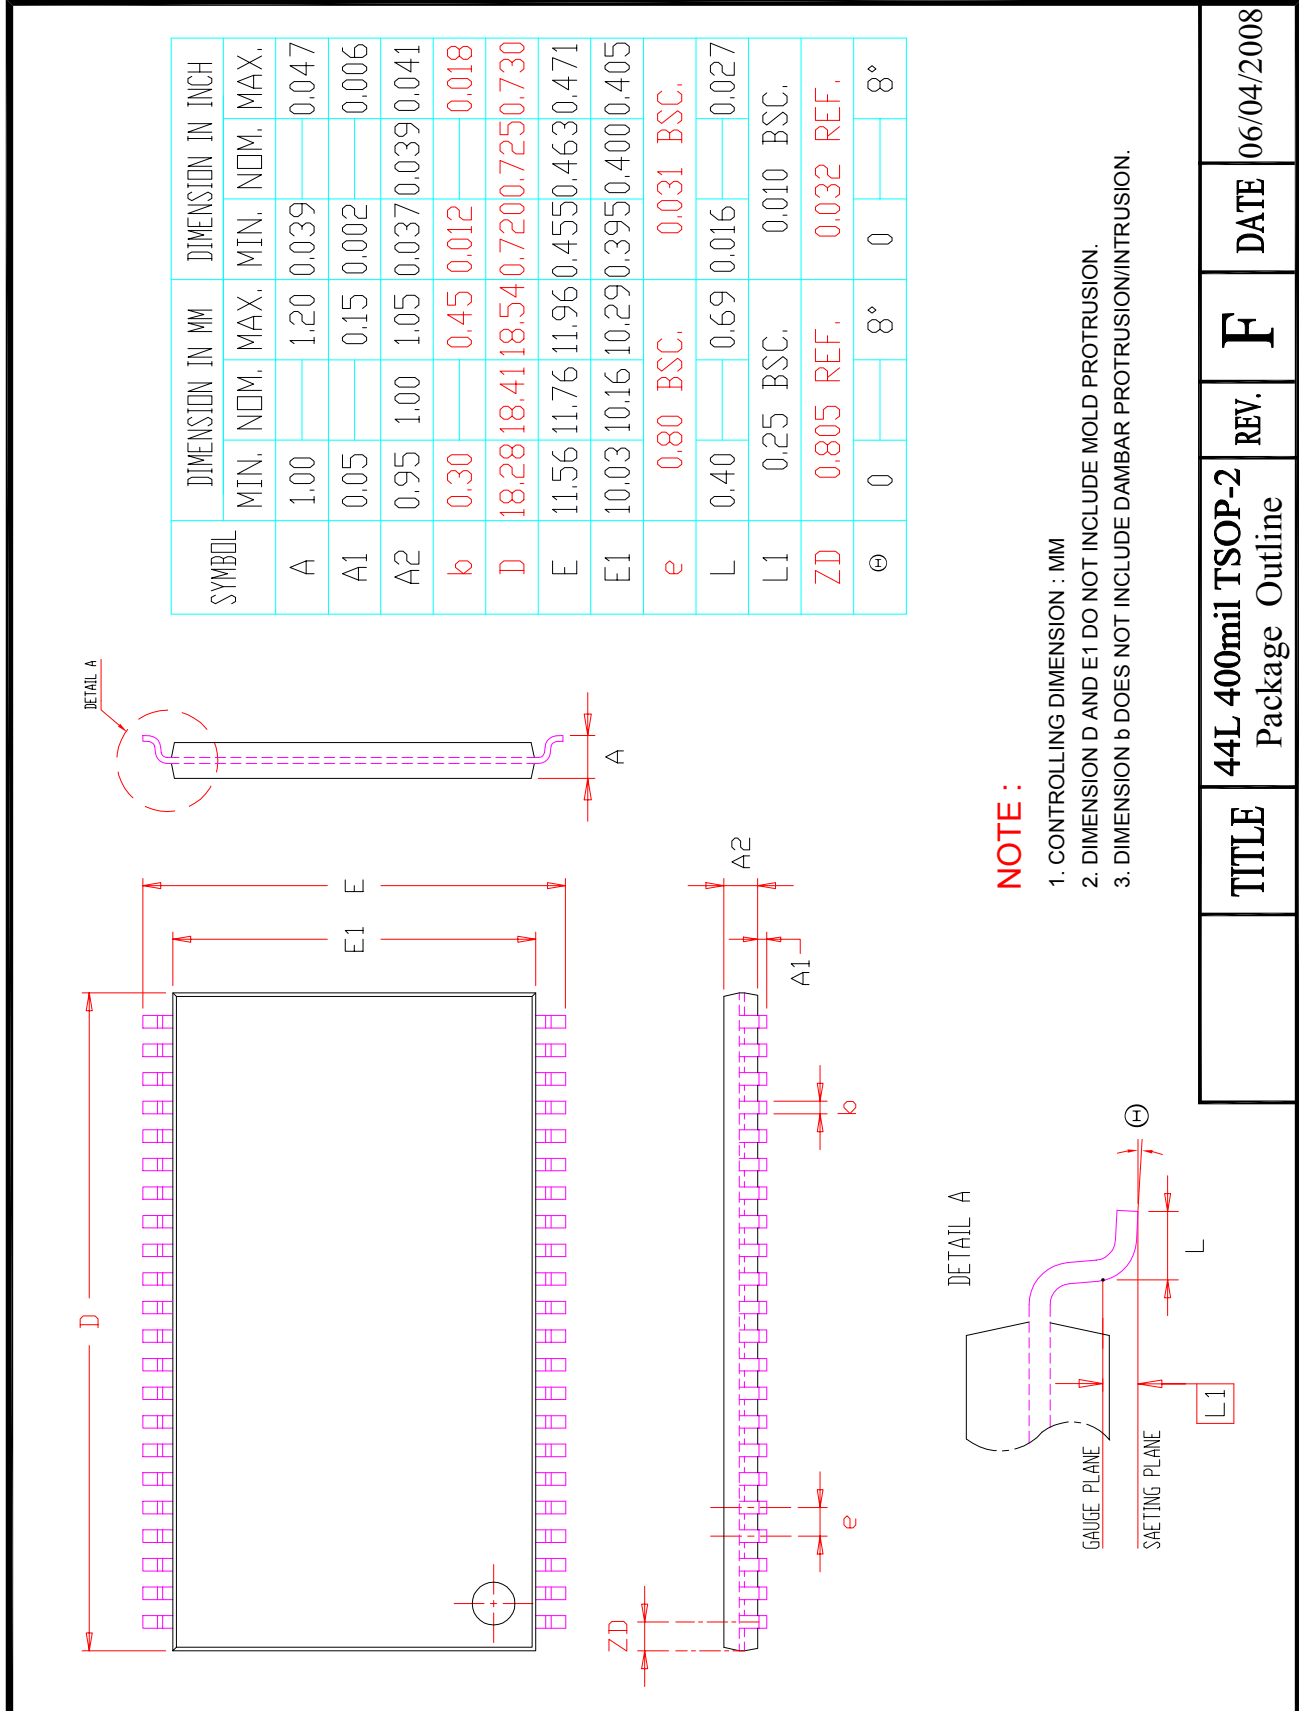 SYMBOL DIMENSION IN MM DIMENSION IN INCH
MIN. NOM. MAX. MIN. NOM. MAX.
A 1.00 1.20 0.039 0.047
A1 0.05 0.15 0.002 0.006
A2 0.95 1.00 1.05 0.037 0.039 0.041
b 0.30 0.45 0.012 0.018
D 18.28 18.41 18.54 0.720 0.725 0.730
E 11.56 11.76 11.96 0.455 0.463 0.471
E1 10.03 10.16 10.29 0.395 0.400 0.405
e 0.80 BSC. 0.031 BSC.
L 0.40 0.69 0.016 0.027
L1 0.25 BSC. 0.010 BSC.
ZD 0.805 REF. 0.032 REF.
Θ 0 8° 0 8°
DETAIL A
A
D
E
E1
ZD
e
b
A1
A2
DETAIL A
GAUGE PLANE
SAETING PLANE
L1
L
Θ
NOTE :
1. CONTROLLING DIMENSION : MM
2. DIMENSION D AND E1 DO NOT INCLUDE MOLD PROTRUSION.
3. DIMENSION b DOES NOT INCLUDE DAMBAR PROTRUSION/INTRUSION.
TITLE
44L 400mil TSOP-2
Package Outline
REV.
F
DATE
06/04/2008